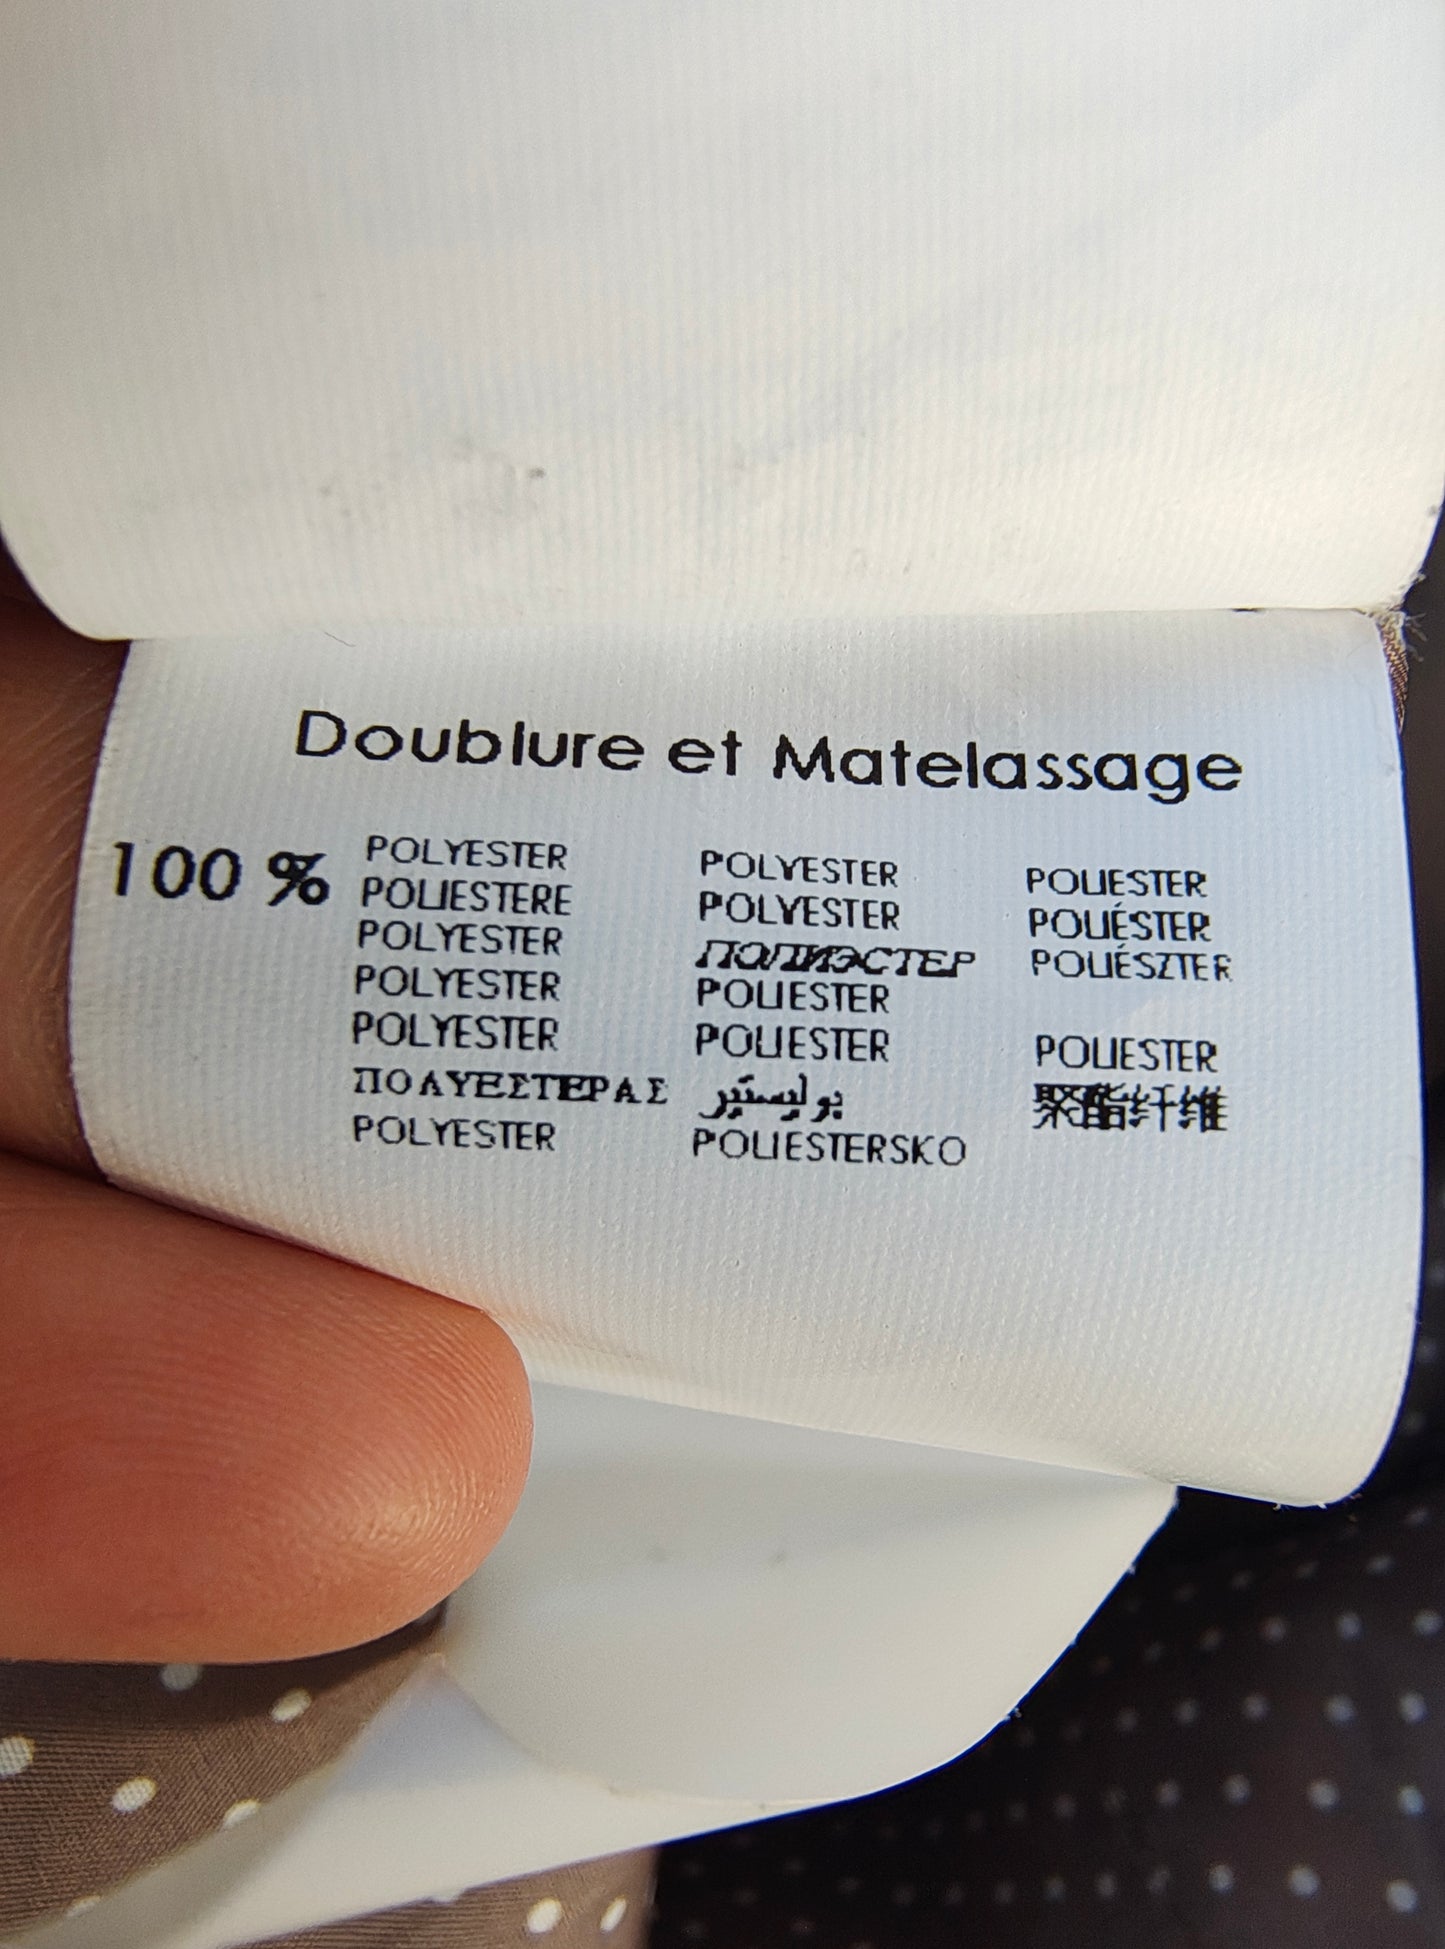 Doublure et Matelassage
100 %
POLYESTER
POLIESTERE
POLYESTER
POLYESTER
POLYESTER
ΠΟΛΥΕΣΤΕΡΑΣ
POLYESTER
POLYESTER
POLYESTER
ПОЛИЭСТЕР
POLIESTER
POLIESTER
بوليستير
POLIESTERSKO
POLIESTER
POLIÉSTER
POLIÉSZTER
POLIESTER
聚酯纤维